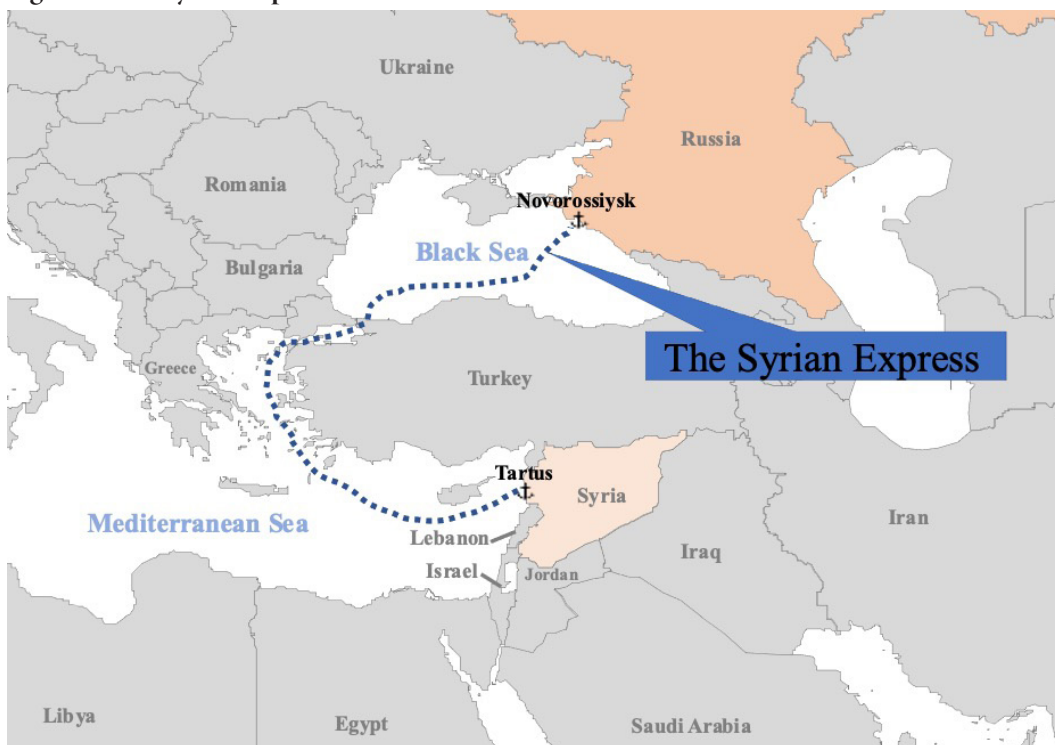 Ukraine
Russia
Romania
Novorossiysk
Black Sea
Bulgaria
The Syrian Express
Greece
Turkey
Tartus
Syria
Mediterranean Sea
Lebanon
Iran
Iraq
Israel
Jordan
Libya
Egypt
Saudi Arabia